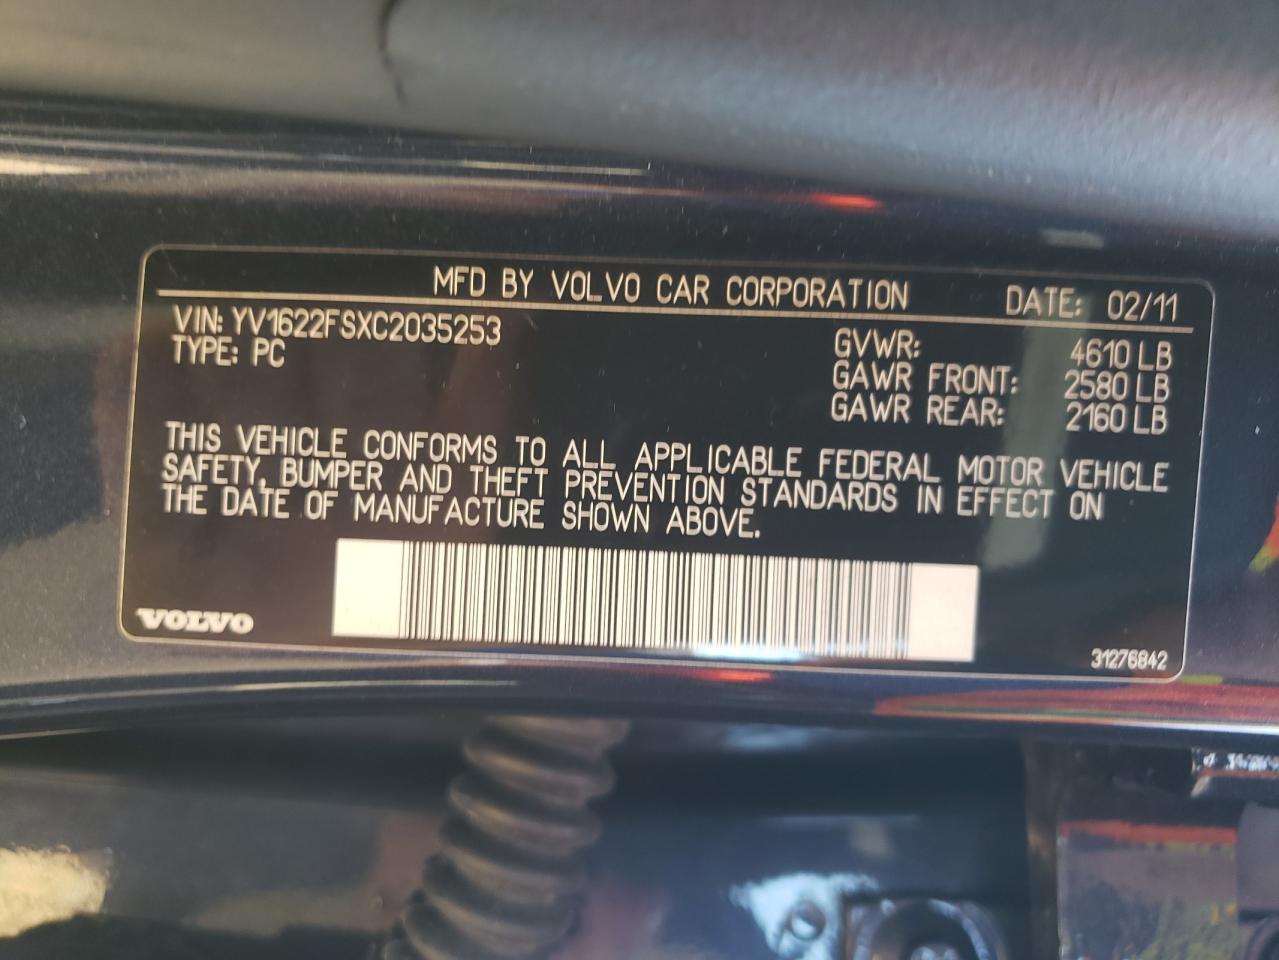 MFD BY VOLVO CAR CORPORATION DATE: 02/11
VIN: YV1622FSXC2035253
TYPE: PC
GVWR: 4610 LB
GAWR FRONT: 2580 LB
GAWR REAR: 2160 LB
THIS VEHICLE CONFORMS TO ALL APPLICABLE FEDERAL MOTOR VEHICLE
SAFETY, BUMPER AND THEFT PREVENTION STANDARDS IN EFFECT ON
THE DATE OF MANUFACTURE SHOWN ABOVE.
VOLVO
31276842